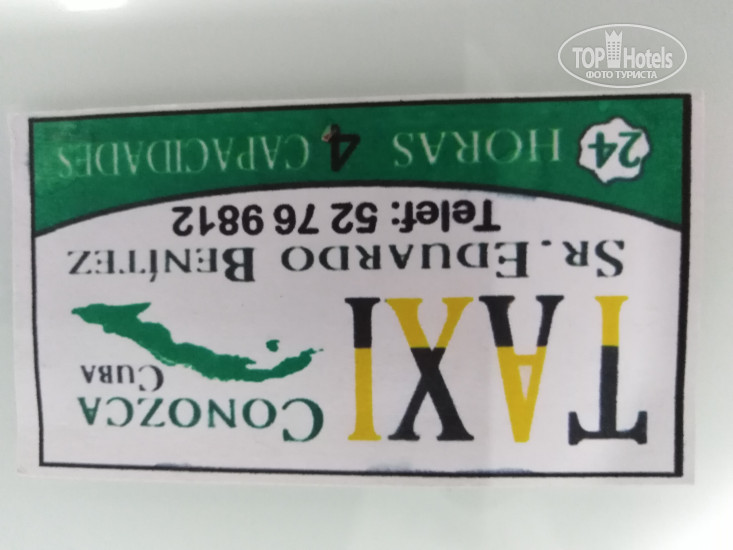 TAXI
CONOZCA
CUBA
SR. EDUARDO BENÍTEZ
Telef: 52 76 9812
24 HORAS 4 CAPACIDADES
TOP Hotels
ФОТО ТУРИСТА